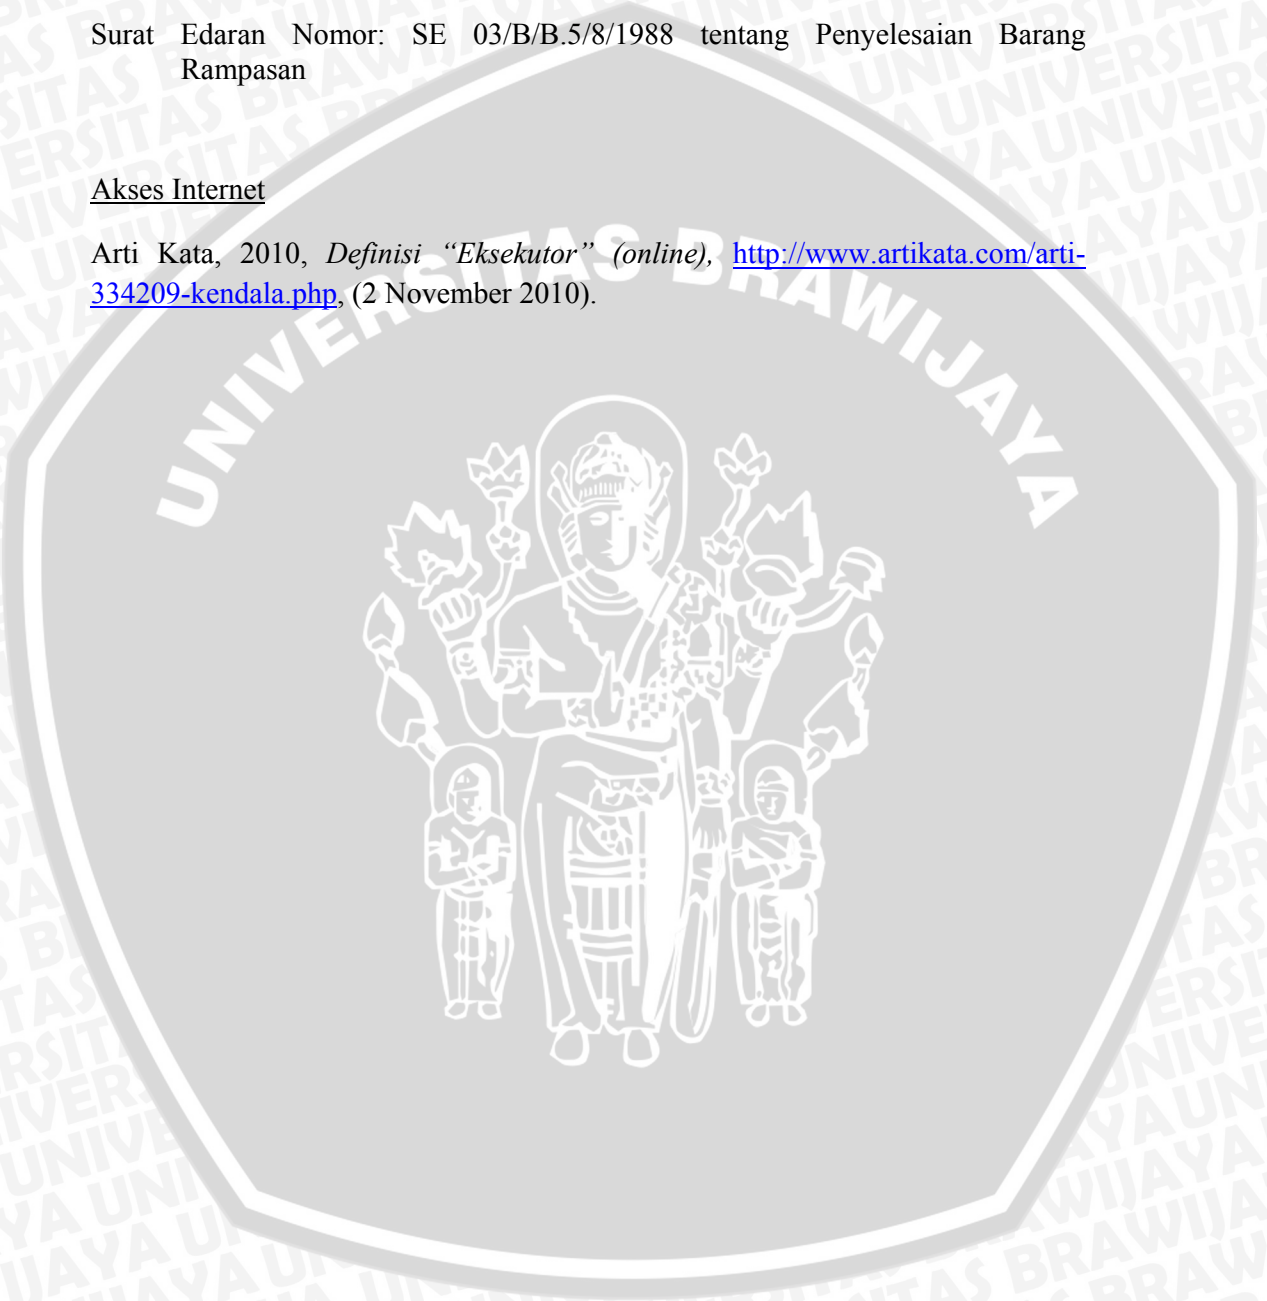 Surat Edaran Nomor: SE 03/B/B.5/8/1988 tentang Penyelesaian Barang
Rampasan
Akses Internet
Arti Kata, 2010, Definisi “Eksekutor” (online), http://www.artikata.com/arti-
334209-kendala.php, (2 November 2010).
UNIVERSITAS BRAWIJAYA